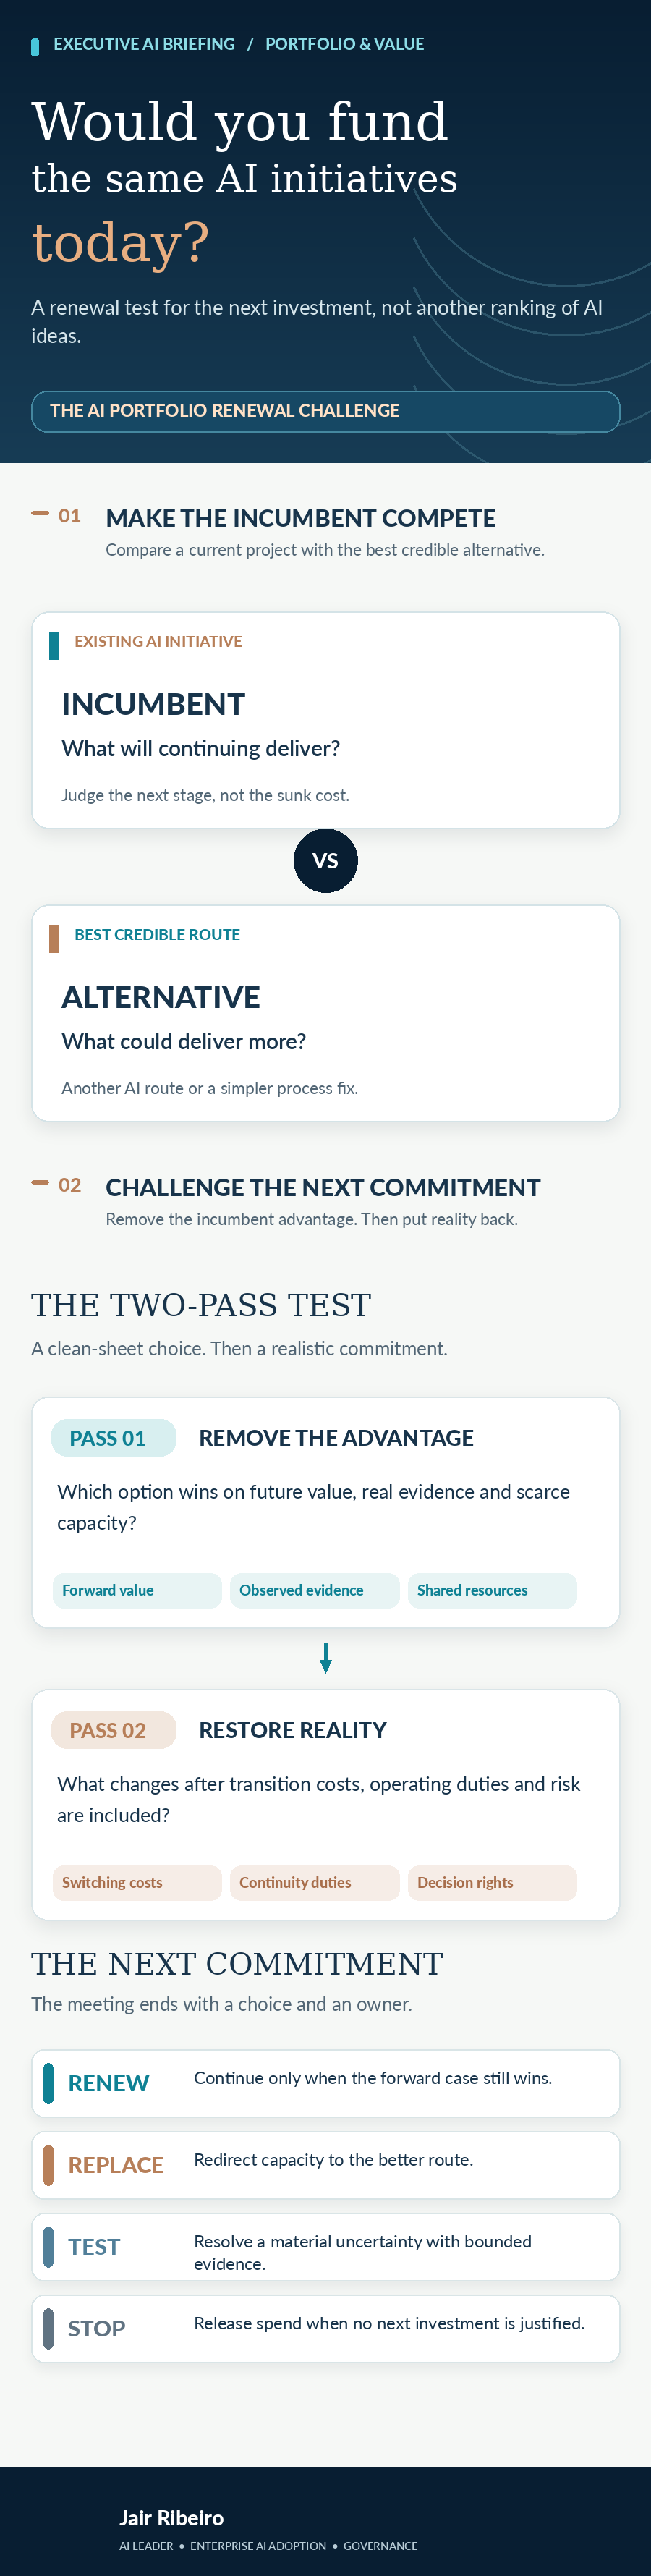 EXECUTIVE AI BRIEFING / PORTFOLIO & VALUE
Would you fund
the same AI initiatives
today?
A renewal test for the next investment, not another ranking of AI
ideas.
THE AI PORTFOLIO RENEWAL CHALLENGE
01 MAKE THE INCUMBENT COMPETE
Compare a current project with the best credible alternative.
EXISTING AI INITIATIVE
INCUMBENT
What will continuing deliver?
Judge the next stage, not the sunk cost.
VS
BEST CREDIBLE ROUTE
ALTERNATIVE
What could deliver more?
Another AI route or a simpler process fix.
02 CHALLENGE THE NEXT COMMITMENT
Remove the incumbent advantage. Then put reality back.
THE TWO-PASS TEST
A clean-sheet choice. Then a realistic commitment.
PASS 01 REMOVE THE ADVANTAGE
Which option wins on future value, real evidence and scarce
capacity?
Forward value Observed evidence Shared resources
PASS 02 RESTORE REALITY
What changes after transition costs, operating duties and risk
are included?
Switching costs Continuity duties Decision rights
THE NEXT COMMITMENT
The meeting ends with a choice and an owner.
RENEW Continue only when the forward case still wins.
REPLACE Redirect capacity to the better route.
TEST Resolve a material uncertainty with bounded
evidence.
STOP Release spend when no next investment is justified.
Jair Ribeiro
AI LEADER • ENTERPRISE AI ADOPTION • GOVERNANCE